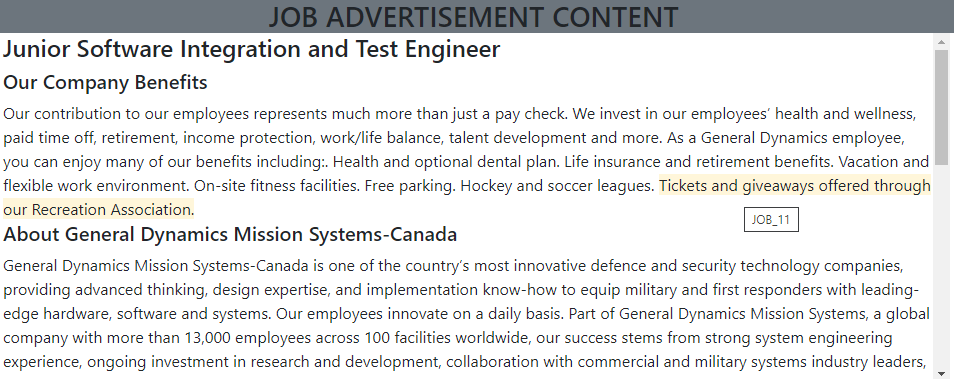 JOB ADVERTISEMENT CONTENT
Junior Software Integration and Test Engineer
Our Company Benefits
Our contribution to our employees represents much more than just a pay check. We invest in our employees’ health and wellness,
paid time off, retirement, income protection, work/life balance, talent development and more. As a General Dynamics employee,
you can enjoy many of our benefits including:. Health and optional dental plan. Life insurance and retirement benefits. Vacation and
flexible work environment. On-site fitness facilities. Free parking. Hockey and soccer leagues. Tickets and giveaways offered through
our Recreation Association.
JOB_11
About General Dynamics Mission Systems-Canada
General Dynamics Mission Systems-Canada is one of the country’s most innovative defence and security technology companies,
providing advanced thinking, design expertise, and implementation know-how to equip military and first responders with leading-
edge hardware, software and systems. Our employees innovate on a daily basis. Part of General Dynamics Mission Systems, a global
company with more than 13,000 employees across 100 facilities worldwide, our success stems from strong system engineering
experience, ongoing investment in research and development, collaboration with commercial and military systems industry leaders,